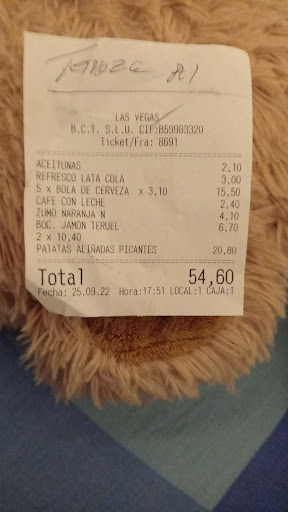 LAS VEGAS
B.C.T. S.L.U. CIF:B59983320
Ticket/Fra: 8691
ACEITUNAS 2,10
REFRESCO LATA COLA 3,00
5 x BOLA DE CERVEZA x 3,10 15,50
CAFE CON LECHE 2,40
ZUMO NARANJA N 4,10
BOC. JAMON TERUEL 6,70
2 x 10,40
PATATAS ALIÑADAS PICANTES 20,80
Total 54,60
Fecha: 25.09.22 Hora:17:51 LOCAL:1 CAJA:1